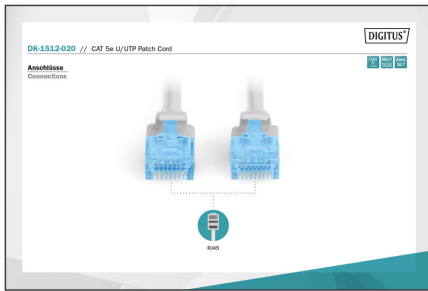 DIGITUS®
DK-1512-020 // CAT 5e U/UTP Patch Cord
Anschlüsse
Connections
RJ45